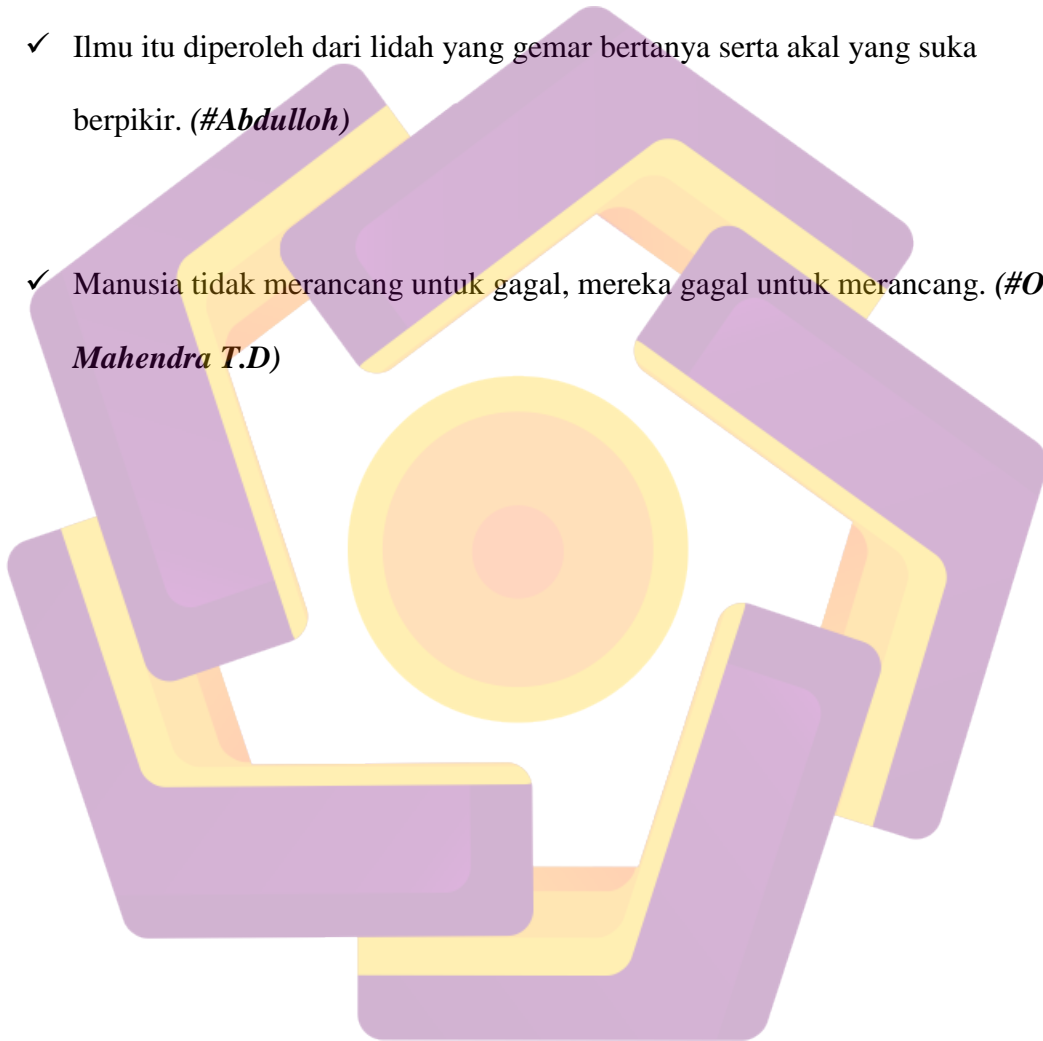 ✓ Ilmu itu diperoleh dari lidah yang gemar bertanya serta akal yang suka
berpikir. (#Abdulloh)
✓ Manusia tidak merancang untuk gagal, mereka gagal untuk merancang. (#O
Mahendra T.D)